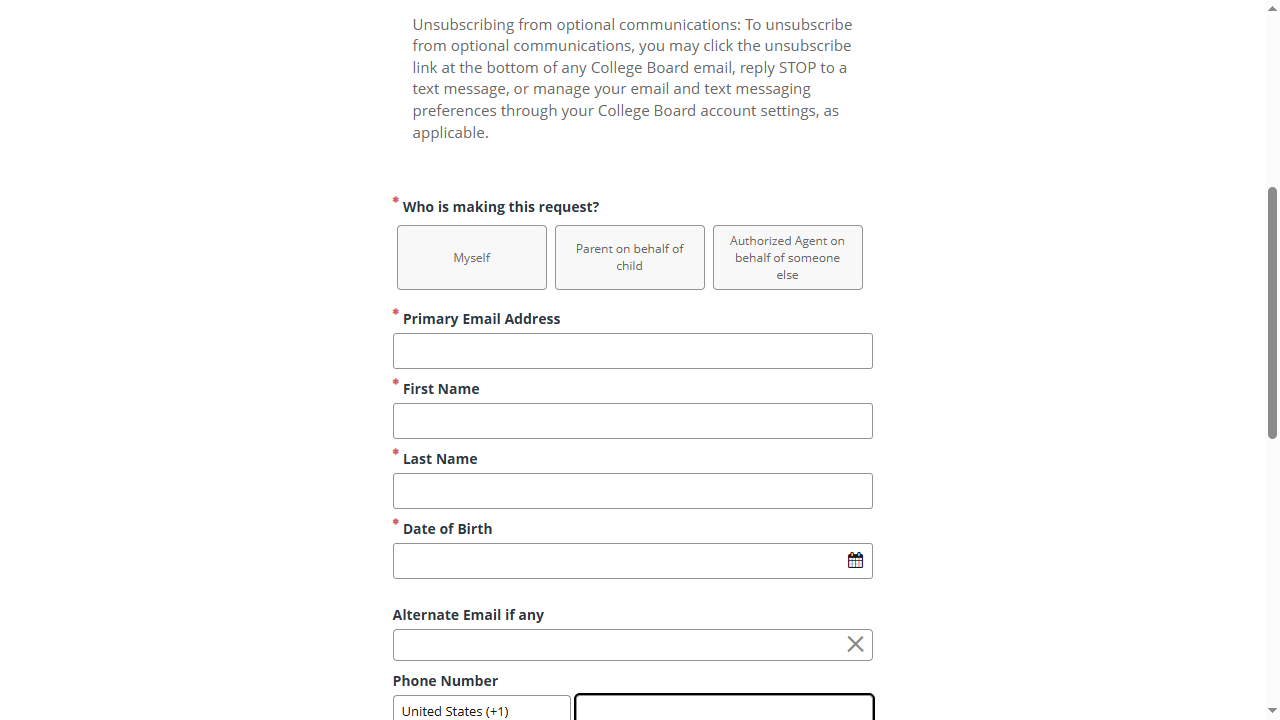 Unsubscribing from optional communications: To unsubscribe
from optional communications, you may click the unsubscribe
link at the bottom of any College Board email, reply STOP to a
text message, or manage your email and text messaging
preferences through your College Board account settings, as
applicable.
* Who is making this request?
Myself
Parent on behalf of
child
Authorized Agent on
behalf of someone
else
* Primary Email Address
* First Name
* Last Name
* Date of Birth
Alternate Email if any
Phone Number
United States (+1)